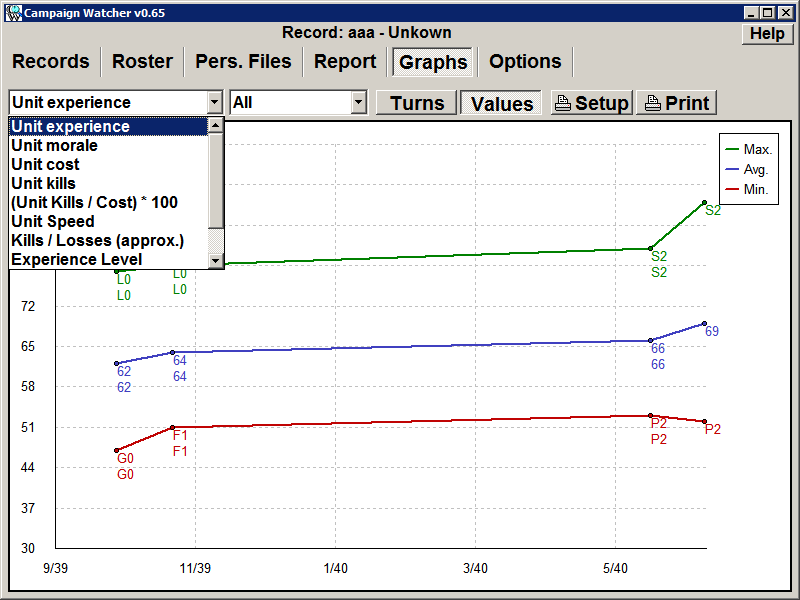 Campaign Watcher v0.65
Record: aaa - Unkown
Help
Records Roster Pers. Files Report Graphs Options
Unit experience All Turns Values Setup Print
Unit experience
Unit morale
Unit cost
Unit kills
(Unit Kills / Cost) * 100
Unit Speed
Kills / Losses (approx.)
Experience Level
Max.
Avg.
Min.
S2
S2
S2
L0 L0
L0 L0
72
65
69
66
66
64
64
62
62
58
51
P2 P2
P2
F1
F1
G0
G0
44
37
30
9/39 11/39 1/40 3/40 5/40